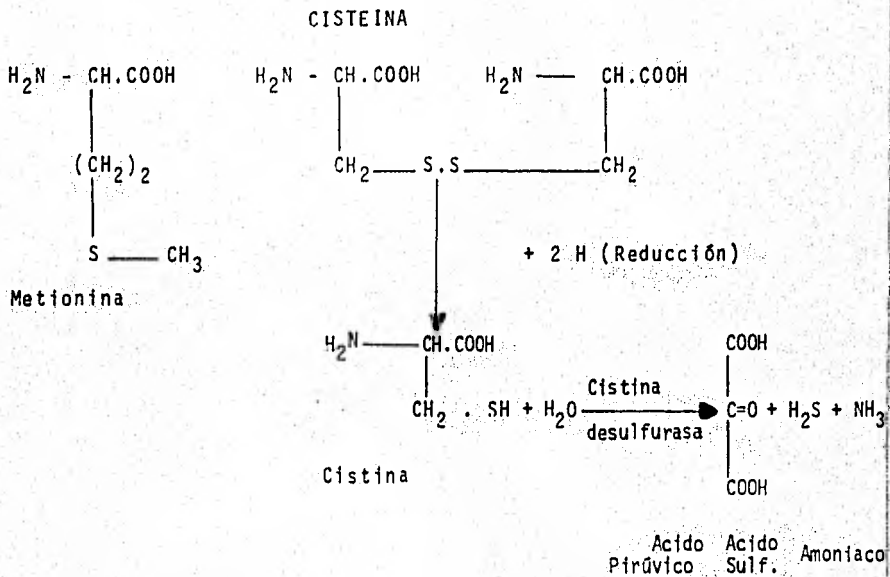 CISTEINA
H2N - CH.COOH H2N - CH.COOH H2N — CH.COOH
(CH2)2 CH2 — S.S — CH2
S — CH3 + 2 H (Reducción)
Metionina
H2N — CH.COOH COOH
CH2 . SH + H2O Cistina desulfurasa C=O + H2S + NH3
Cistina COOH
Acido Acido Amoniaco
Pirúvico Sulf.